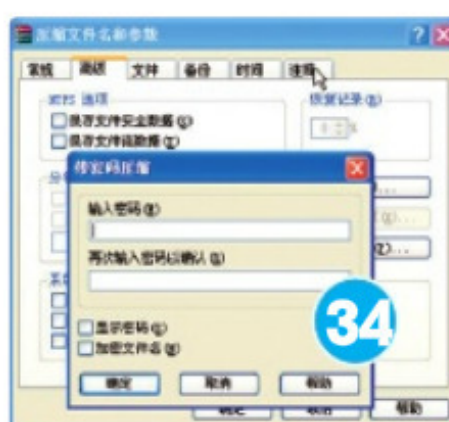 压缩文件名和参数
常规 高级 文件 备份 时间 注释
NTFS 选项
保存文件安全数据(S)
保存文件流数据(T)
恢复记录(R)
带密码压缩
输入密码(E)
再次输入密码以确认(R)
显示密码(S)
加密文件名(N)
确定 取消 帮助
34
确定 取消 帮助